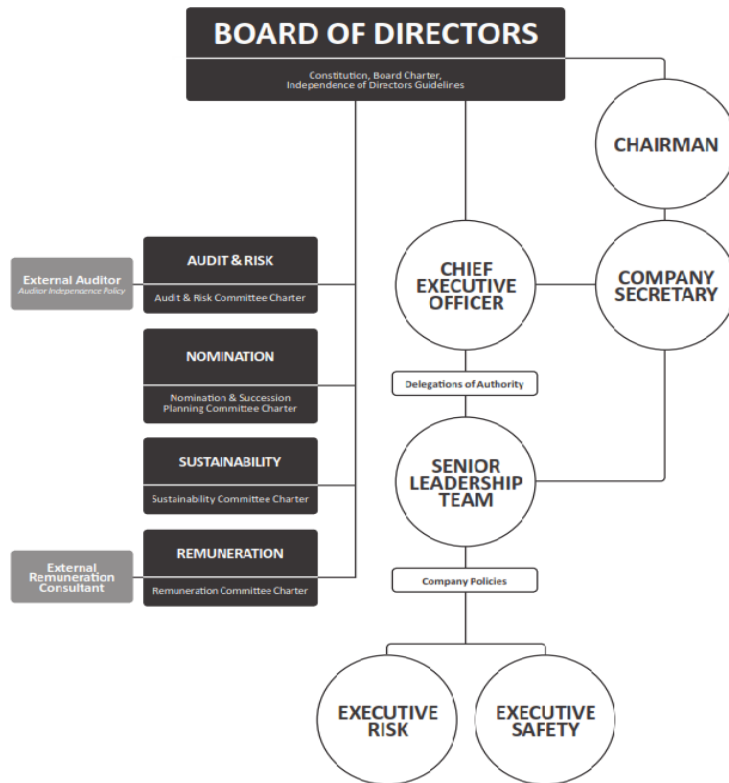 BOARD OF DIRECTORS
Constitution, Board Charter,
Independence of Directors Guidelines
CHAIRMAN
AUDIT & RISK
Audit & Risk Committee Charter
External Auditor
Auditor Independence Policy
CHIEF
EXECUTIVE
OFFICER
COMPANY
SECRETARY
NOMINATION
Nomination & Succession
Planning Committee Charter
Delegations of Authority
SUSTAINABILITY
Sustainability Committee Charter
SENIOR
LEADERSHIP
TEAM
REMUNERATION
Remuneration Committee Charter
External
Remuneration
Consultant
Company Policies
EXECUTIVE
RISK
EXECUTIVE
SAFETY